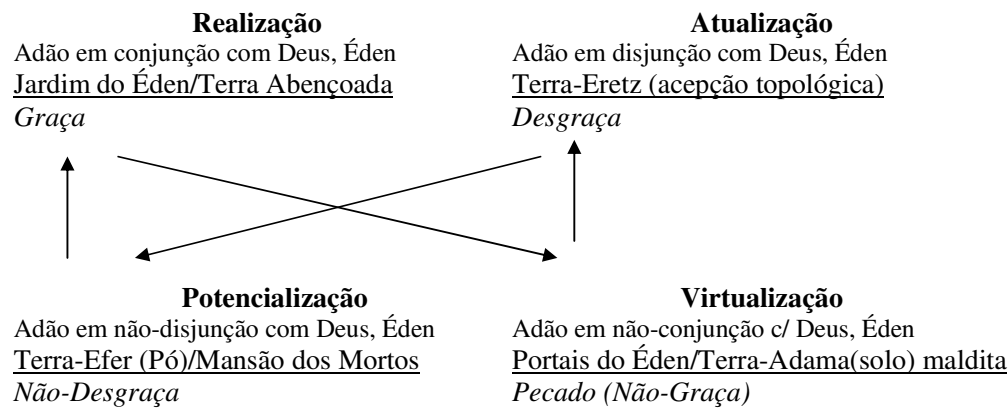 Realização
Adão em conjunção com Deus, Éden
Jardim do Éden/Terra Abençoada
Graça
Atualização
Adão em disjunção com Deus, Éden
Terra-Eretz (acepção topológica)
Desgraça
Potencialização
Adão em não-disjunção com Deus, Éden
Terra-Efer (Pó)/Mansão dos Mortos
Não-Desgraça
Virtualização
Adão em não-conjunção c/ Deus, Éden
Portais do Éden/Terra-Adama(solo) maldita
Pecado (Não-Graça)